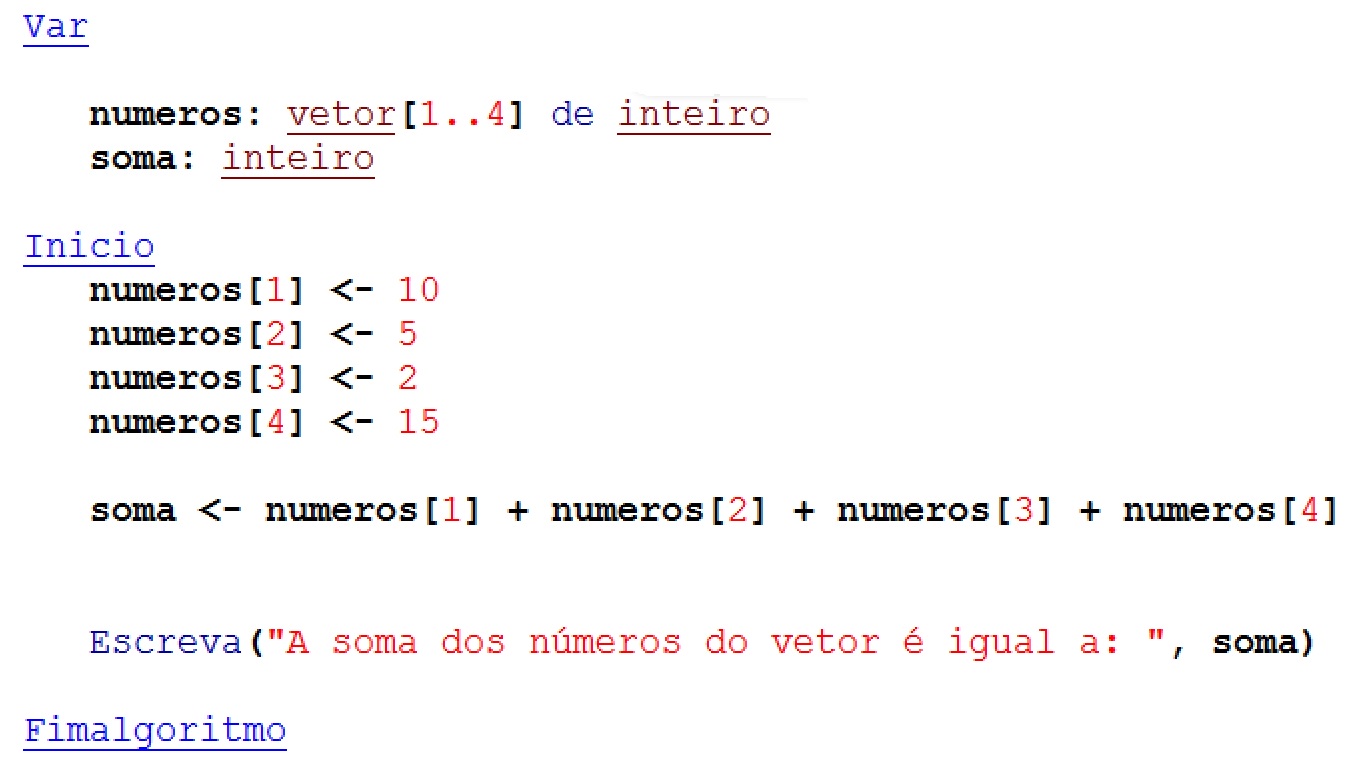 Var
numeros: vetor[1..4] de inteiro
soma: inteiro
Inicio
numeros[1] <- 10
numeros[2] <- 5
numeros[3] <- 2
numeros[4] <- 15
soma <- numeros[1] + numeros[2] + numeros[3] + numeros[4]
Escreva("A soma dos números do vetor é igual a: ", soma)
Fimalgoritmo